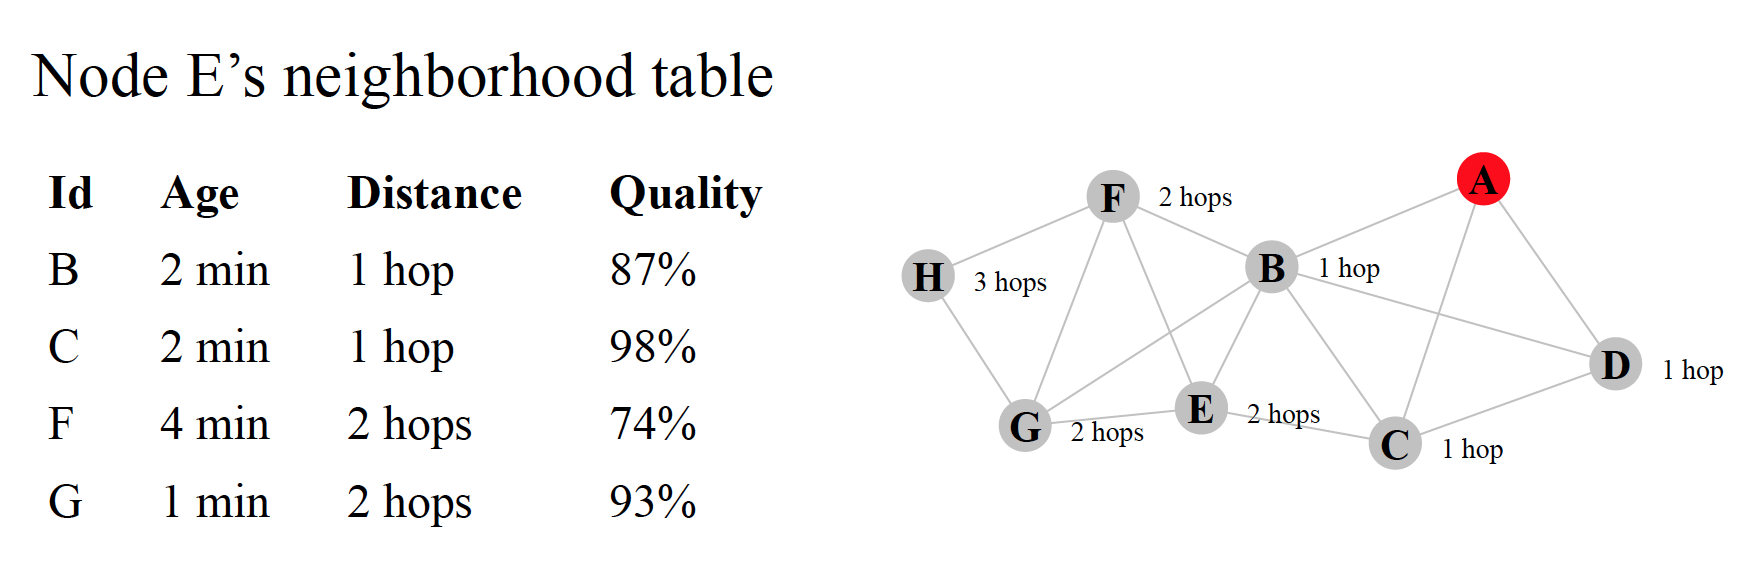 Node E’s neighborhood table
Id Age Distance Quality
B 2 min 1 hop 87%
C 2 min 1 hop 98%
F 4 min 2 hops 74%
G 1 min 2 hops 93%
A
F 2 hops
B 1 hop
H 3 hops
D 1 hop
E 2 hops
G 2 hops
C 1 hop